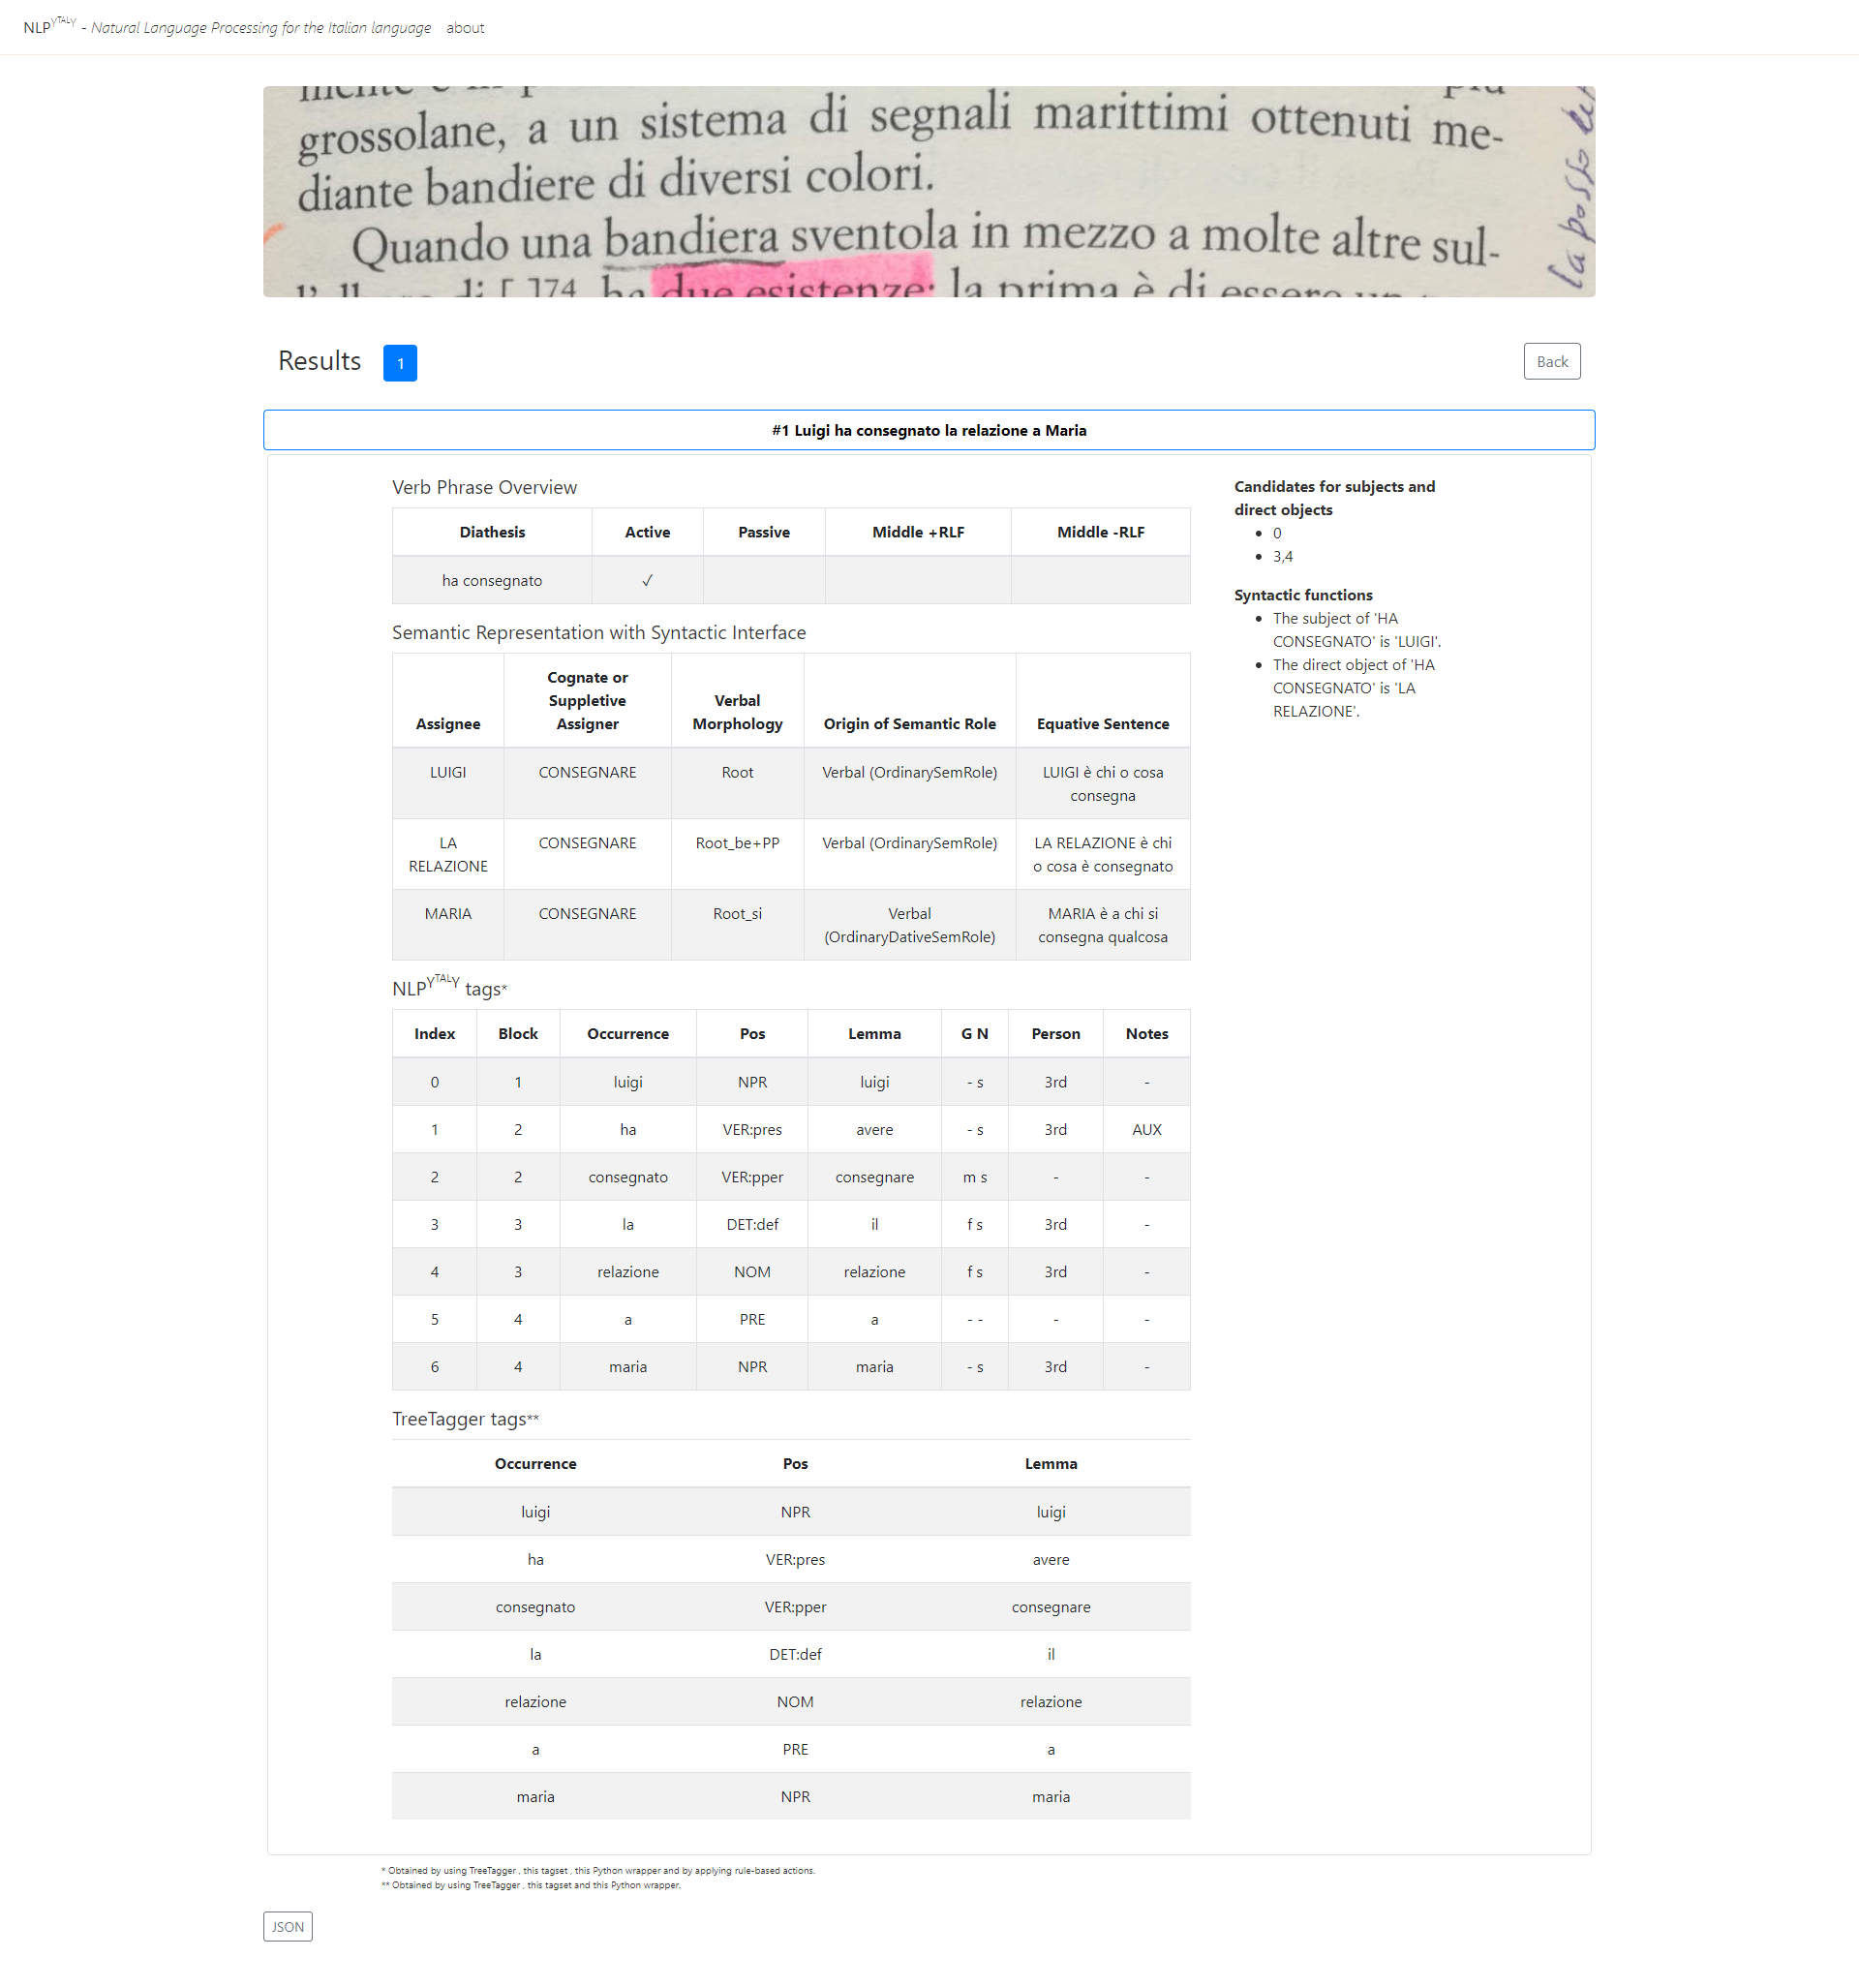 NLPYTALY - Natural Language Processing for the Italian language about
grossolane, a un sistema di segnali marittimi ottenuti me-
diante bandiere di diversi colori.
Quando una bandiera sventola in mezzo a molte altre sul-
di [ ]74 ha due esistenze: la prima è di essere un
la posso
Results 1 Back
#1 Luigi ha consegnato la relazione a Maria
Verb Phrase Overview
Diathesis Active Passive Middle +RLF Middle -RLF
ha consegnato ✓
Semantic Representation with Syntactic Interface
Assignee Cognate or Suppletive Assigner Verbal Morphology Origin of Semantic Role Equative Sentence
LUIGI CONSEGNARE Root Verbal (OrdinarySemRole) LUIGI è chi o cosa consegna
LA RELAZIONE CONSEGNARE Root_be+PP Verbal (OrdinarySemRole) LA RELAZIONE è chi o cosa è consegnato
MARIA CONSEGNARE Root_si Verbal (OrdinaryDativeSemRole) MARIA è a chi si consegna qualcosa
NLPYTALY tags*
Index Block Occurrence Pos Lemma G N Person Notes
0 1 luigi NPR luigi - s 3rd -
1 2 ha VER:pres avere - s 3rd AUX
2 2 consegnato VER:pper consegnare m s - -
3 3 la DET:def il f s 3rd -
4 3 relazione NOM relazione f s 3rd -
5 4 a PRE a - - - -
6 4 maria NPR maria - s 3rd -
TreeTagger tags**
Occurrence Pos Lemma
luigi NPR luigi
ha VER:pres avere
consegnato VER:pper consegnare
la DET:def il
relazione NOM relazione
a PRE a
maria NPR maria
Candidates for subjects and
direct objects
• 0
• 3,4
Syntactic functions
• The subject of 'HA
CONSEGNATO' is 'LUIGI'.
• The direct object of 'HA
CONSEGNATO' is 'LA
RELAZIONE'.
* Obtained by using TreeTagger , this tagset , this Python wrapper and by applying rule-based actions.
** Obtained by using TreeTagger , this tagset and this Python wrapper.
JSON